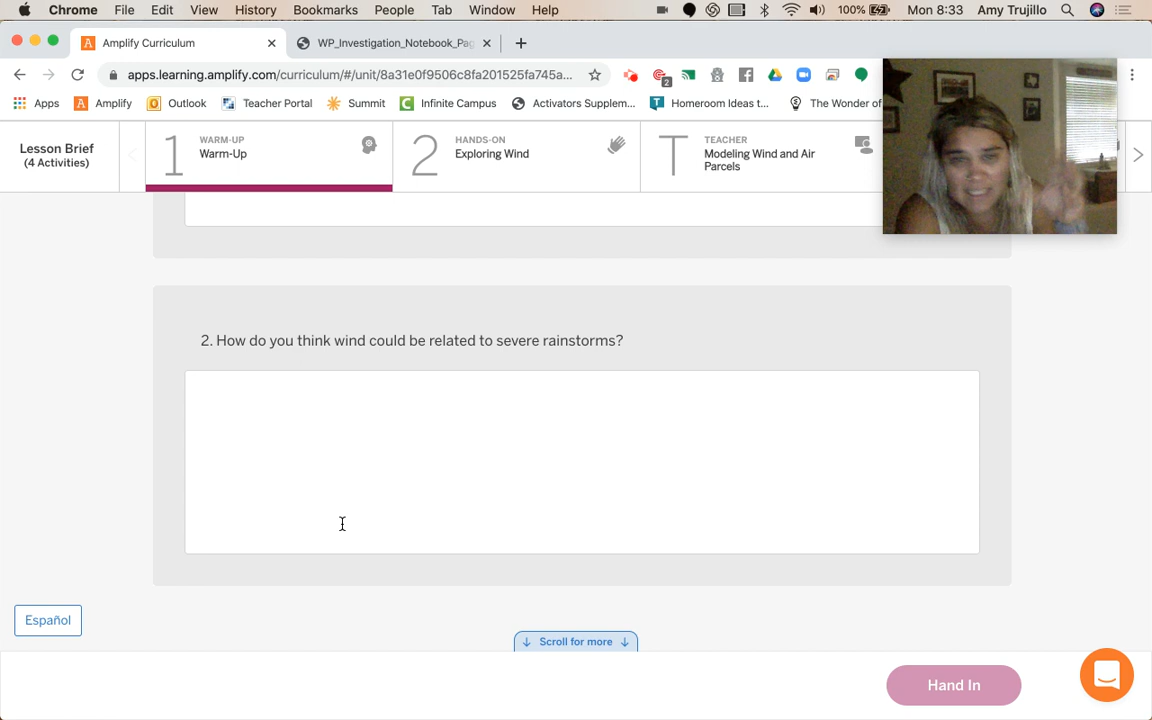 Chrome File Edit View History Bookmarks People Tab Window Help 100% Mon 8:33 Amy Trujillo
Amplify Curriculum WP_Investigation_Notebook_Pag
apps.learning.amplify.com/curriculum/#/unit/8a31e0f9506c8fa201525fa745a... 2
Apps Amplify Outlook Teacher Portal Summit Infinite Campus Activators Supplem... Homeroom Ideas t... The Wonder of
Lesson Brief
(4 Activities)
1 WARM-UP
Warm-Up
2 HANDS-ON
Exploring Wind
T TEACHER
Modeling Wind and Air
Parcels
2. How do you think wind could be related to severe rainstorms?
Español
Scroll for more
Hand In